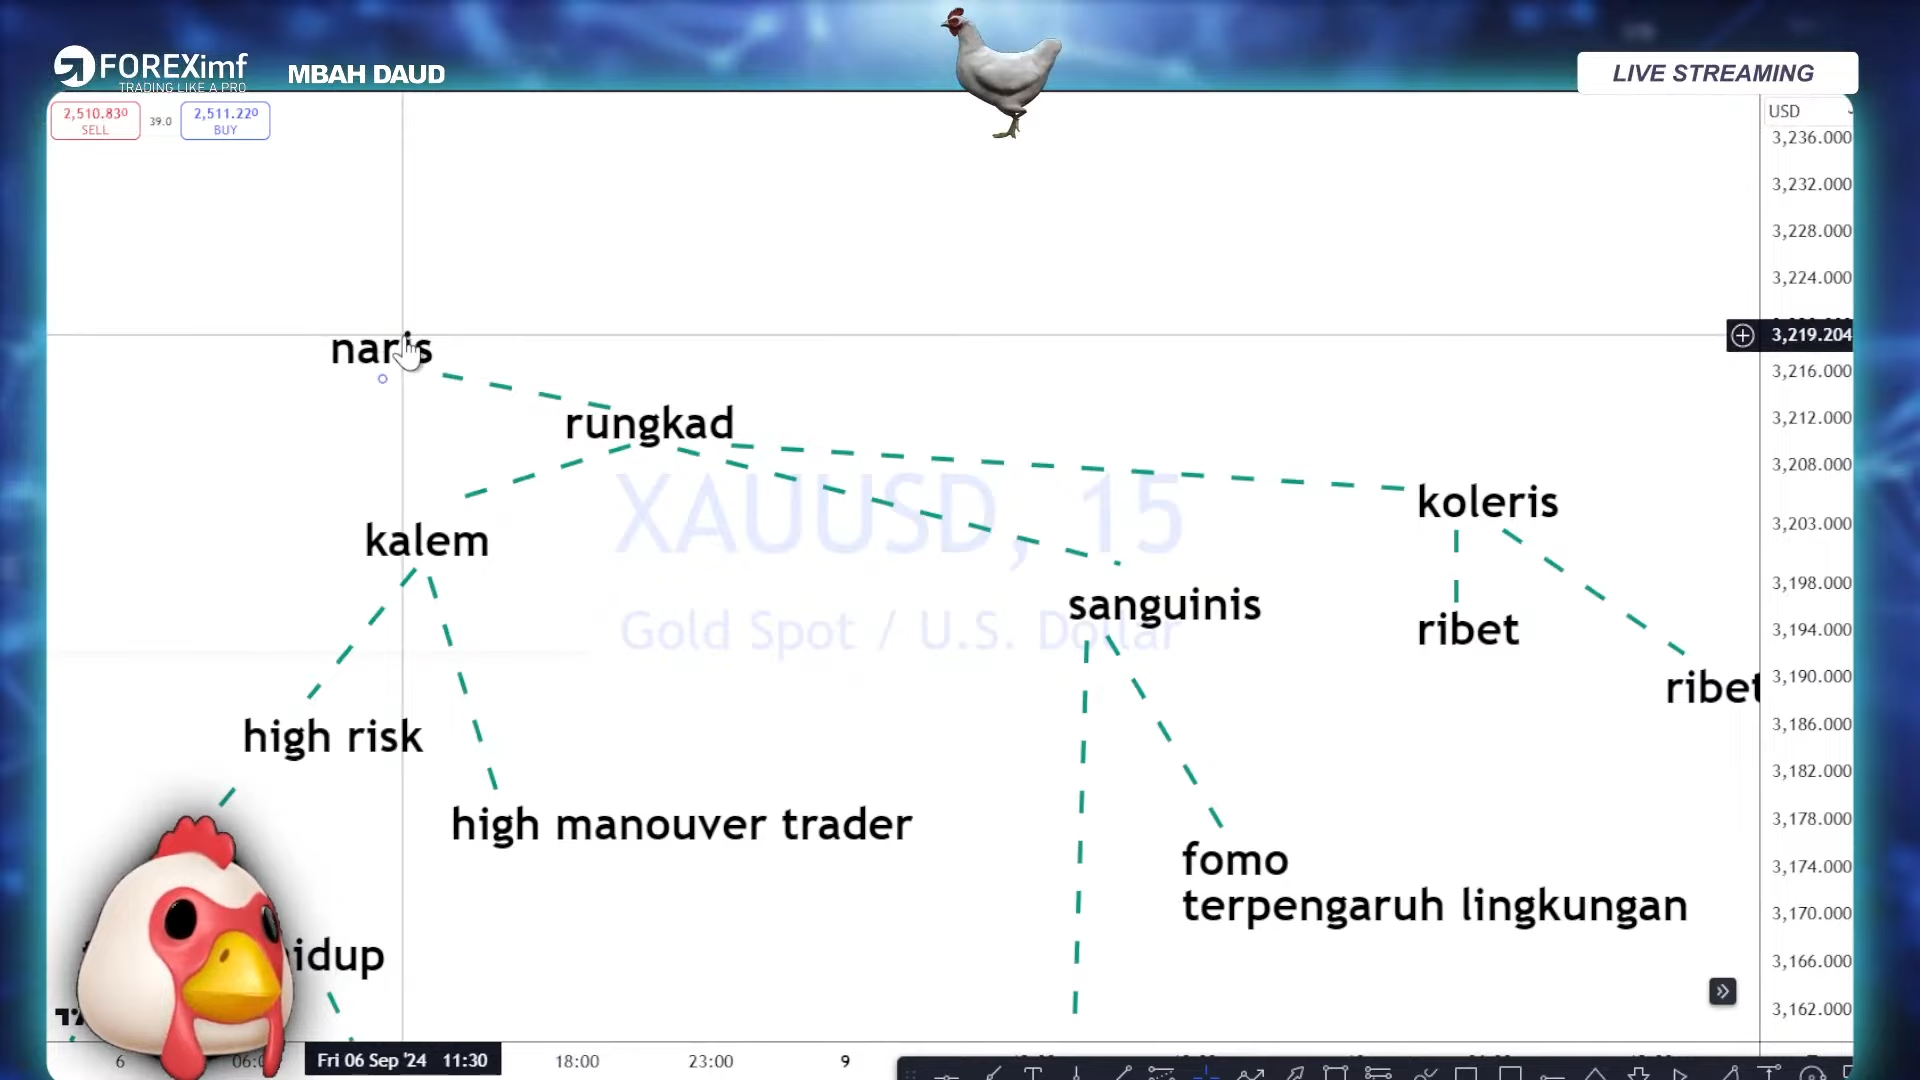 FOREXimf
TRADING LIKE A PRO
MBAH DAUD
LIVE STREAMING
2,510.830
SELL
39.0
2,511.220
BUY
USD
3,236.000
3,232.000
3,228.000
3,224.000
3,219.204
3,216.000
3,212.000
3,208.000
3,203.000
3,198.000
3,194.000
3,190.000
3,186.000
3,182.000
3,178.000
3,174.000
3,170.000
3,166.000
3,162.000
naris
rungkad
XAUUSD, 15
Gold Spot / U.S. Dollar
koleris
kalem
sanguinis
ribet
ribet
high risk
high manouver trader
fomo
terpengaruh lingkungan
idup
6
Fri 06 Sep '24 11:30
18:00
23:00
9